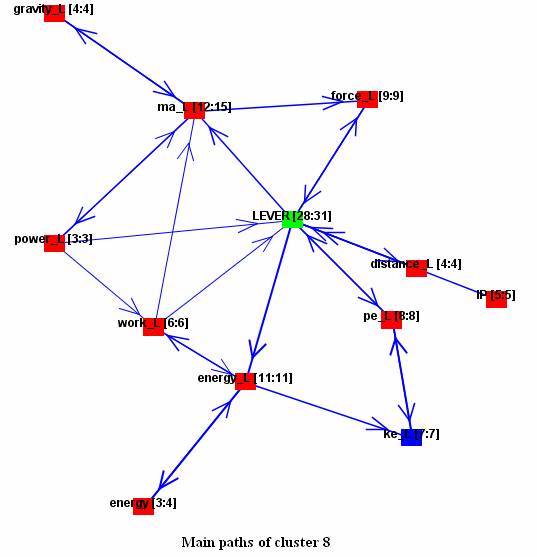 gravity_L [4:4]
ma_L [12:15]
force_L [9:9]
LEVER [28:31]
power_L [3:3]
distance_L [4:4]
IP [5:5]
work_L [6:6]
pe_L [8:8]
energy_L [11:11]
ke_L [7:7]
energy [3:4]
Main paths of cluster 8